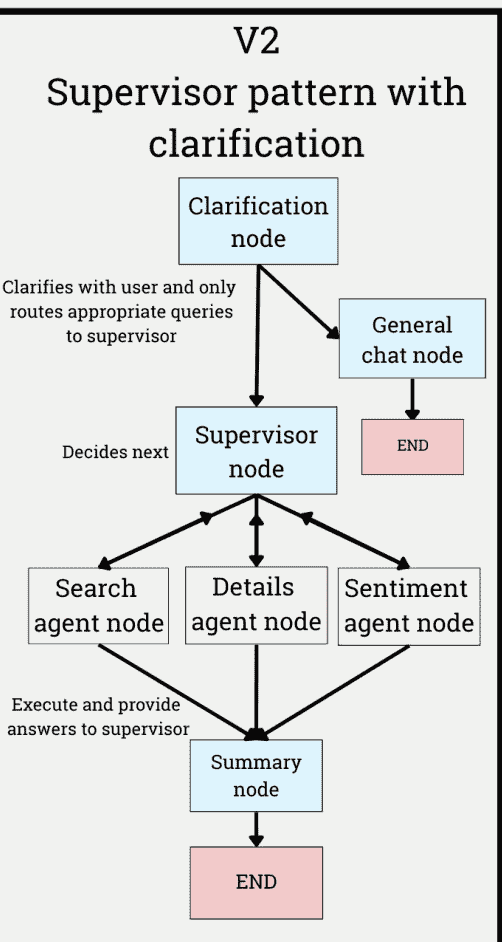 V2
Supervisor pattern with
clarification
Clarification
node
Clarifies with user and only
routes appropriate queries
to supervisor
General
chat node
END
Supervisor
node
Decides next
Search
agent node
Details
agent node
Sentiment
agent node
Execute and provide
answers to supervisor
Summary
node
END